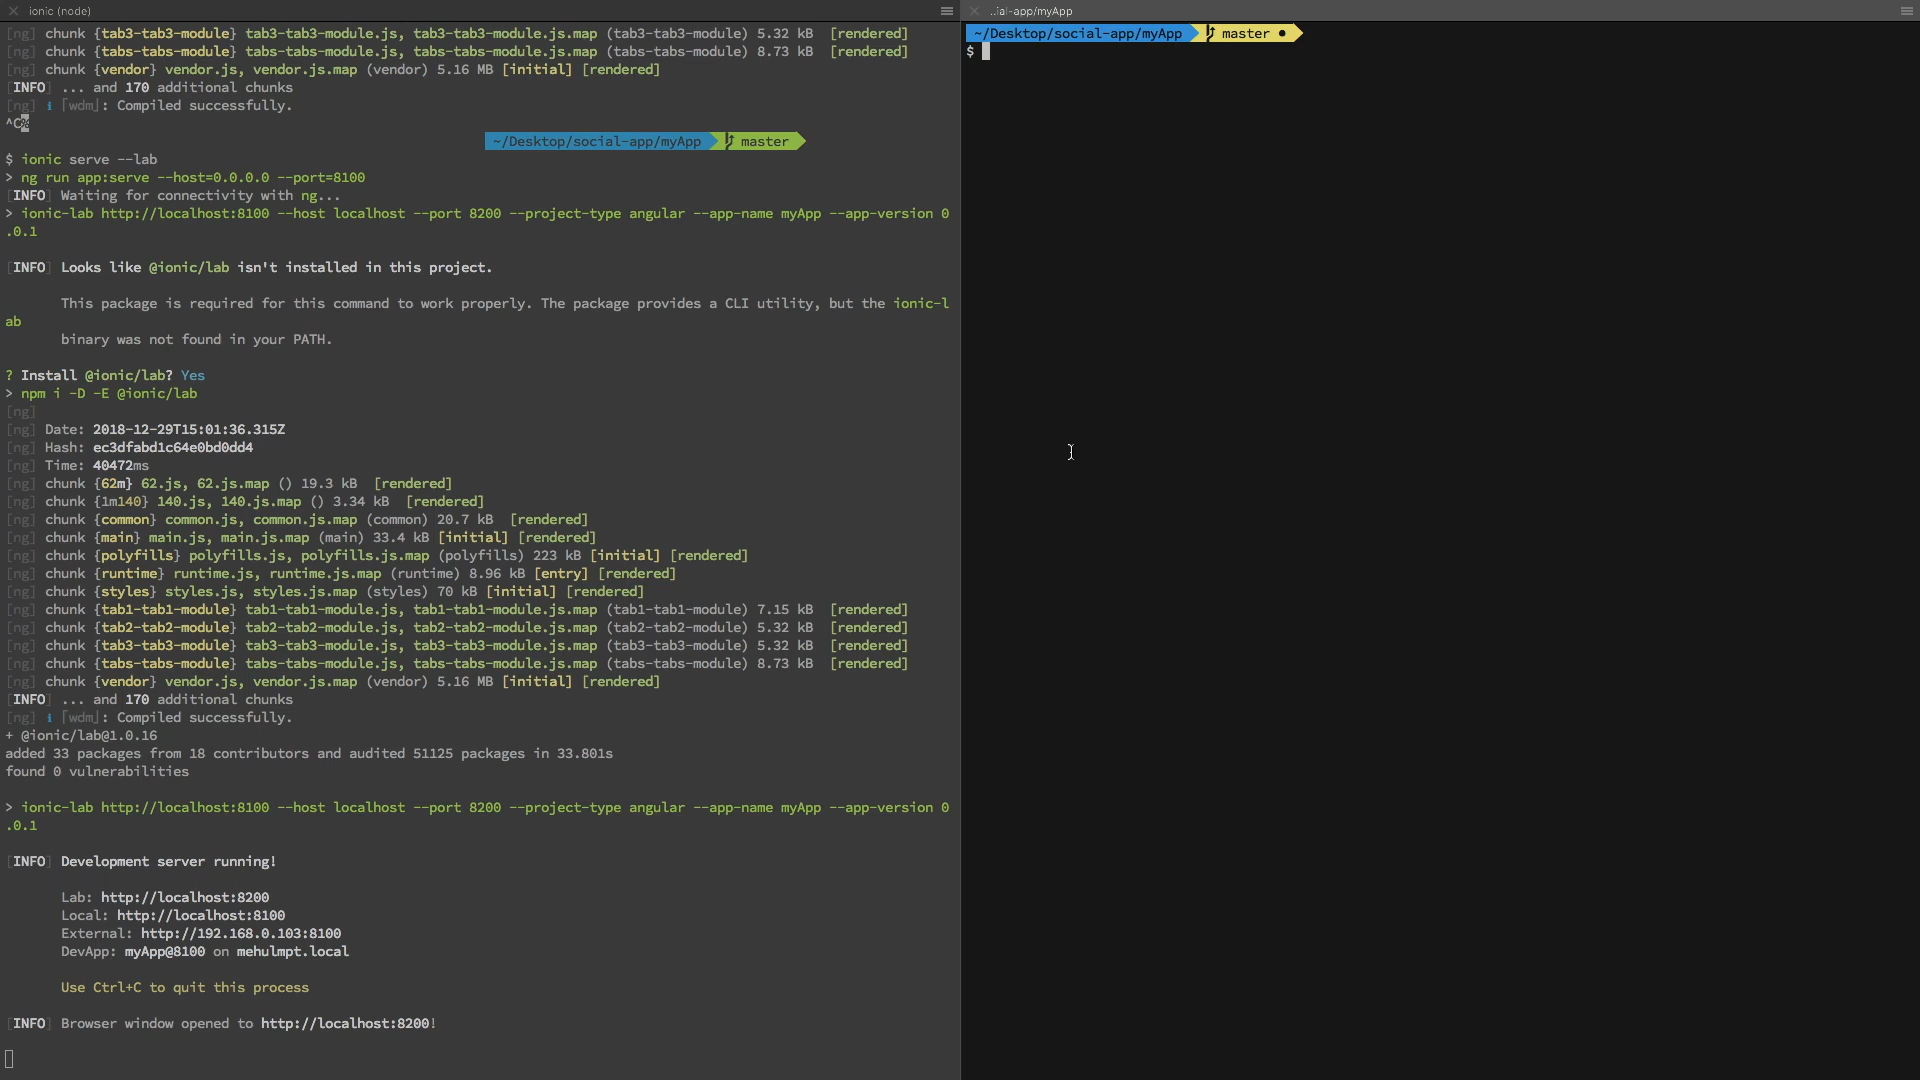 ionic (node)
[ng] chunk {tab3-tab3-module} tab3-tab3-module.js, tab3-tab3-module.js.map (tab3-tab3-module) 5.32 kB  [rendered]
[ng] chunk {tabs-tabs-module} tabs-tabs-module.js, tabs-tabs-module.js.map (tabs-tabs-module) 8.73 kB  [rendered]
[ng] chunk {vendor} vendor.js, vendor.js.map (vendor) 5.16 MB [initial] [rendered]
[INFO] ... and 170 additional chunks
[ng] ℹ ｢wdm｣: Compiled successfully.
^C%
~/Desktop/social-app/myApp master
$ ionic serve --lab
> ng run app:serve --host=0.0.0.0 --port=8100
[INFO] Waiting for connectivity with ng...
> ionic-lab http://localhost:8100 --host localhost --port 8200 --project-type angular --app-name myApp --app-version 0
.0.1
[INFO] Looks like @ionic/lab isn't installed in this project.
This package is required for this command to work properly. The package provides a CLI utility, but the ionic-l
ab
binary was not found in your PATH.
? Install @ionic/lab? Yes
> npm i -D -E @ionic/lab
[ng]
[ng] Date: 2018-12-29T15:01:36.315Z
[ng] Hash: ec3dfabd1c64e0bd0dd4
[ng] Time: 40472ms
[ng] chunk {62m} 62.js, 62.js.map () 19.3 kB  [rendered]
[ng] chunk {1m140} 140.js, 140.js.map () 3.34 kB  [rendered]
[ng] chunk {common} common.js, common.js.map (common) 20.7 kB  [rendered]
[ng] chunk {main} main.js, main.js.map (main) 33.4 kB [initial] [rendered]
[ng] chunk {polyfills} polyfills.js, polyfills.js.map (polyfills) 223 kB [initial] [rendered]
[ng] chunk {runtime} runtime.js, runtime.js.map (runtime) 8.96 kB [entry] [rendered]
[ng] chunk {styles} styles.js, styles.js.map (styles) 70 kB [initial] [rendered]
[ng] chunk {tab1-tab1-module} tab1-tab1-module.js, tab1-tab1-module.js.map (tab1-tab1-module) 7.15 kB  [rendered]
[ng] chunk {tab2-tab2-module} tab2-tab2-module.js, tab2-tab2-module.js.map (tab2-tab2-module) 5.32 kB  [rendered]
[ng] chunk {tab3-tab3-module} tab3-tab3-module.js, tab3-tab3-module.js.map (tab3-tab3-module) 5.32 kB  [rendered]
[ng] chunk {tabs-tabs-module} tabs-tabs-module.js, tabs-tabs-module.js.map (tabs-tabs-module) 8.73 kB  [rendered]
[ng] chunk {vendor} vendor.js, vendor.js.map (vendor) 5.16 MB [initial] [rendered]
[INFO] ... and 170 additional chunks
[ng] ℹ ｢wdm｣: Compiled successfully.
+ @ionic/lab@1.0.16
added 33 packages from 18 contributors and audited 51125 packages in 33.801s
found 0 vulnerabilities
> ionic-lab http://localhost:8100 --host localhost --port 8200 --project-type angular --app-name myApp --app-version 0
.0.1
[INFO] Development server running!
Lab: http://localhost:8200
Local: http://localhost:8100
External: http://192.168.0.103:8100
DevApp: myApp@8100 on mehulmpt.local
Use Ctrl+C to quit this process
[INFO] Browser window opened to http://localhost:8200!
..ial-app/myApp
~/Desktop/social-app/myApp master ●
$